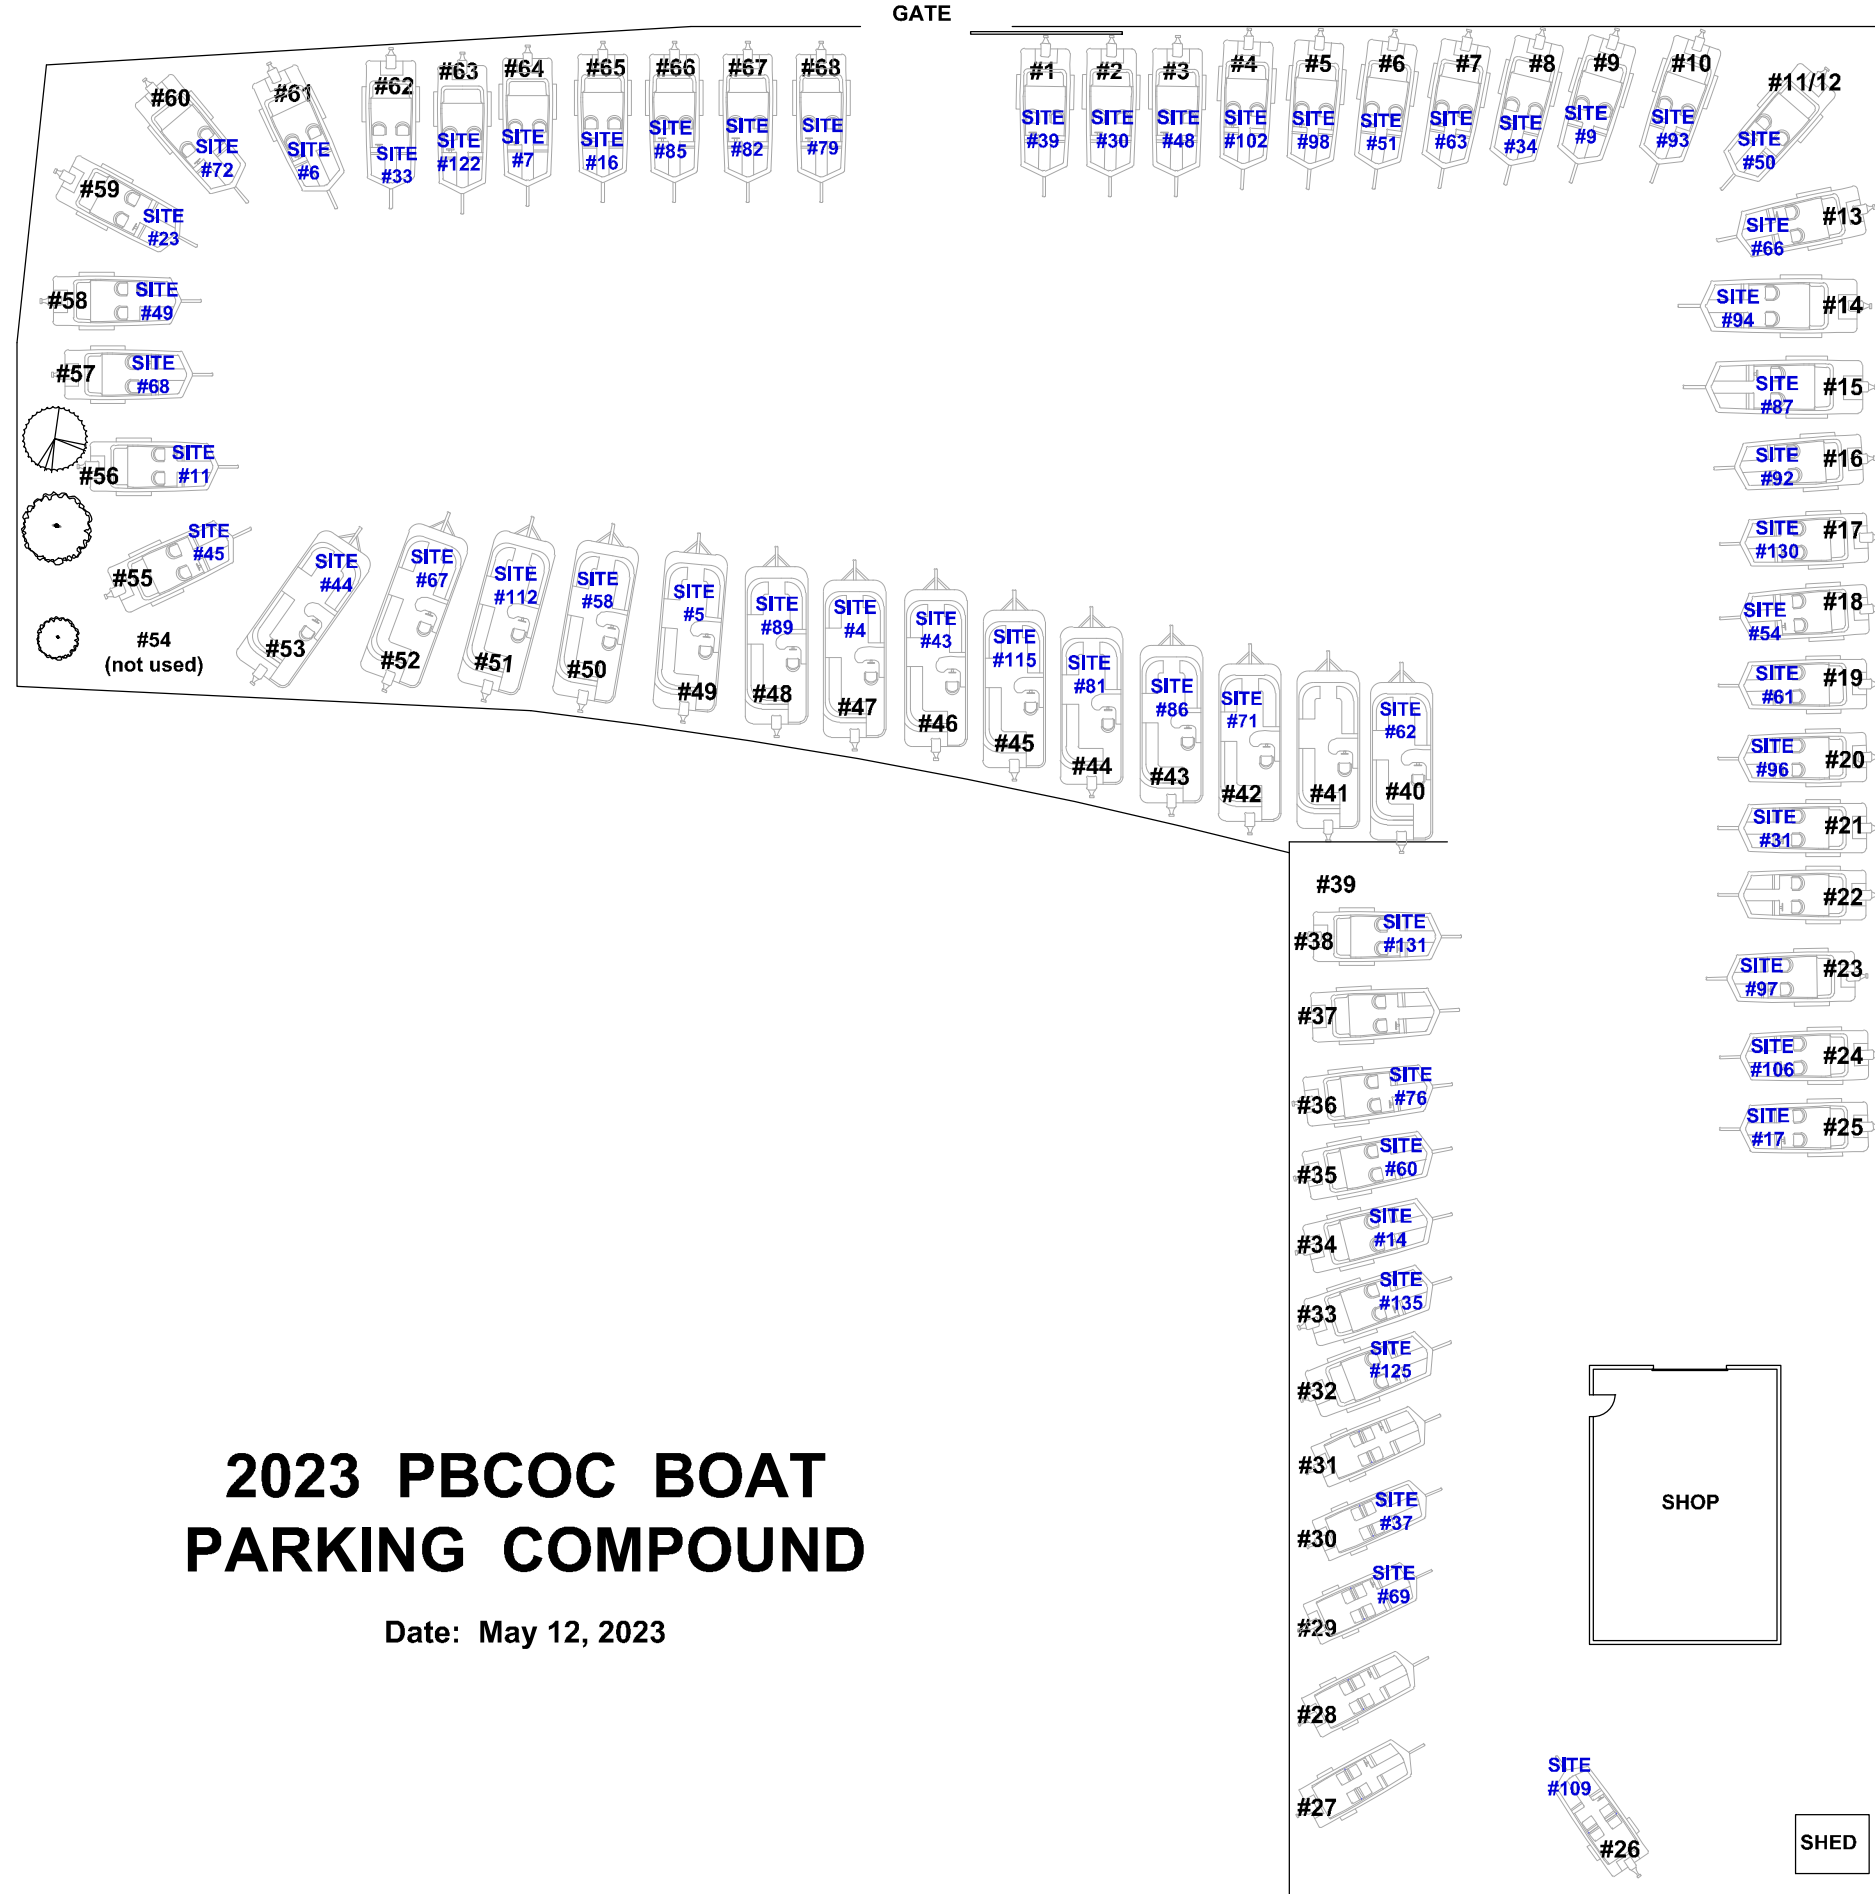 GATE
#60
SITE
#72
#61
SITE
#6
#62
SITE
#33
#63
SITE
#122
#64
SITE
#7
#65
SITE
#16
#66
SITE
#85
#67
SITE
#82
#68
SITE
#79
#1
SITE
#39
#2
SITE
#30
#3
SITE
#48
#4
SITE
#102
#5
SITE
#98
#6
SITE
#51
#7
SITE
#63
#8
SITE
#34
#9
SITE
#9
#10
SITE
#93
#11/12
SITE
#50
#13
SITE
#66
#14
SITE
#94
#15
SITE
#87
#16
SITE
#92
#17
SITE
#130
#18
SITE
#54
#19
SITE
#61
#20
SITE
#96
#21
SITE
#31
#22
#23
SITE
#97
#24
SITE
#106
#25
SITE
#17
#59
SITE
#23
#58
SITE
#49
#57
SITE
#68
#56
SITE
#11
#55
SITE
#45
#54
(not used)
SITE
#44
#53
SITE
#67
#52
SITE
#112
#51
SITE
#58
#50
SITE
#5
#49
SITE
#89
#48
SITE
#4
#47
SITE
#43
#46
SITE
#115
#45
SITE
#81
#44
SITE
#86
#43
SITE
#71
#42
#41
SITE
#62
#40
#39
#38
SITE
#131
#37
#36
SITE
#76
#35
SITE
#60
#34
SITE
#14
#33
SITE
#135
#32
SITE
#125
#31
#30
SITE
#37
#29
SITE
#69
#28
#27
SITE
#109
#26
SHOP
SHED
2023 PBCOC BOAT
PARKING COMPOUND
Date: May 12, 2023